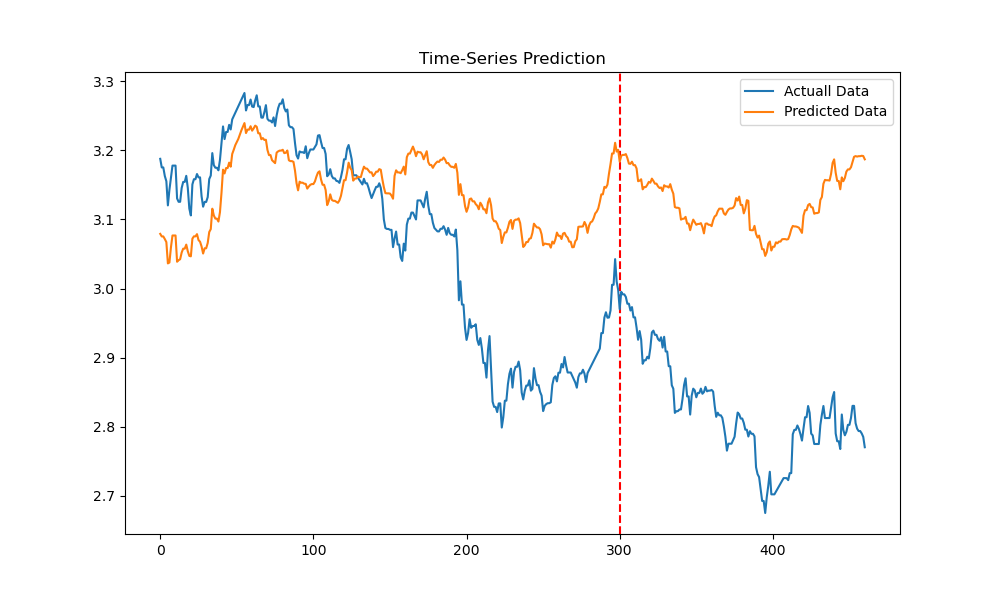 Time-Series Prediction
Actuall Data
Predicted Data
3.3
3.2
3.1
3.0
2.9
2.8
2.7
0 100 200 300 400